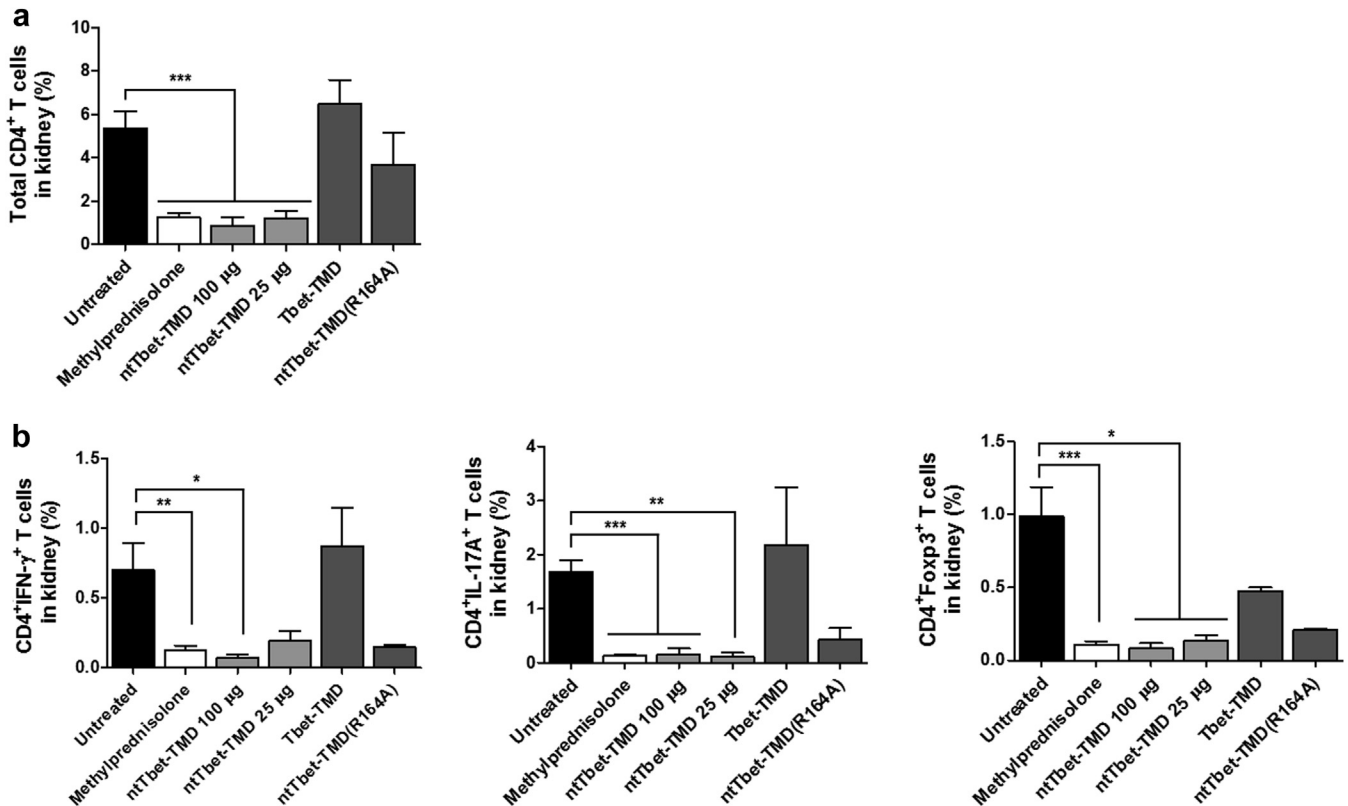 a
Total CD4+ T cells
in kidney (%)
10
8
6
4
2
0
***
Untreated
Methylprednisolone
ntTbet-TMD 100 µg
ntTbet-TMD 25 µg
Tbet-TMD
ntTbet-TMD(R164A)
b
CD4+IFN-γ+ T cells
in kidney (%)
1.5
1.0
0.5
0.0
*
**
Untreated
Methylprednisolone
ntTbet-TMD 100 µg
ntTbet-TMD 25 µg
Tbet-TMD
ntTbet-TMD(R164A)
CD4+IL-17A+ T cells
in kidney (%)
4
3
2
1
0
**
***
Untreated
Methylprednisolone
ntTbet-TMD 100 µg
ntTbet-TMD 25 µg
Tbet-TMD
ntTbet-TMD(R164A)
CD4+Foxp3+ T cells
in kidney (%)
1.5
1.0
0.5
0.0
*
***
Untreated
Methylprednisolone
ntTbet-TMD 100 µg
ntTbet-TMD 25 µg
Tbet-TMD
ntTbet-TMD(R164A)